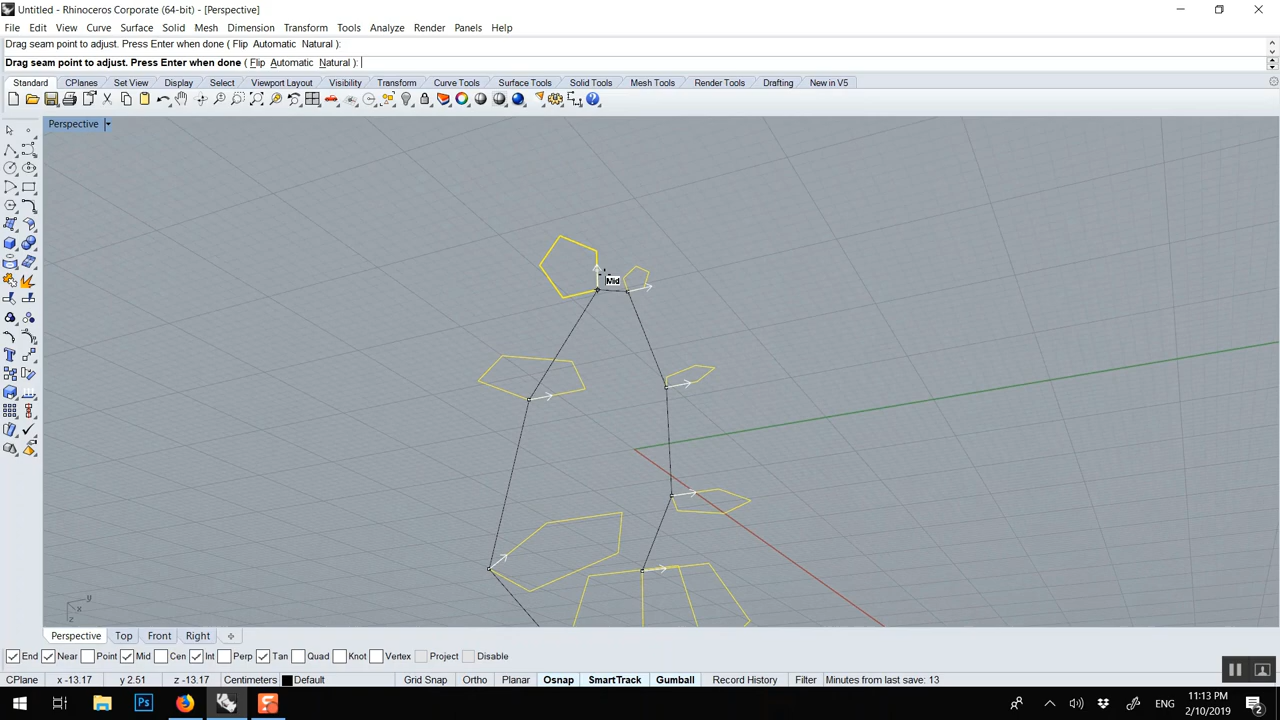 Untitled - Rhinoceros Corporate (64-bit) - [Perspective]
File Edit View Curve Surface Solid Mesh Dimension Transform Tools Analyze Render Panels Help
Drag seam point to adjust. Press Enter when done ( Flip Automatic Natural ):
Drag seam point to adjust. Press Enter when done ( Flip Automatic Natural ):
Standard CPlanes Set View Display Select Viewport Layout Visibility Transform Curve Tools Surface Tools Solid Tools Mesh Tools Render Tools Drafting New in V5
Perspective
Mid
y
x
z
Perspective Top Front Right
End Near Point Mid Cen Int Perp Tan Quad Knot Vertex Project Disable
CPlane x -13.17 y 2.51 z -13.17 Centimeters Default Grid Snap Ortho Planar Osnap SmartTrack Gumball Record History Filter Minutes from last save: 13
Ps ENG 11:13 PM
2/10/2019 2